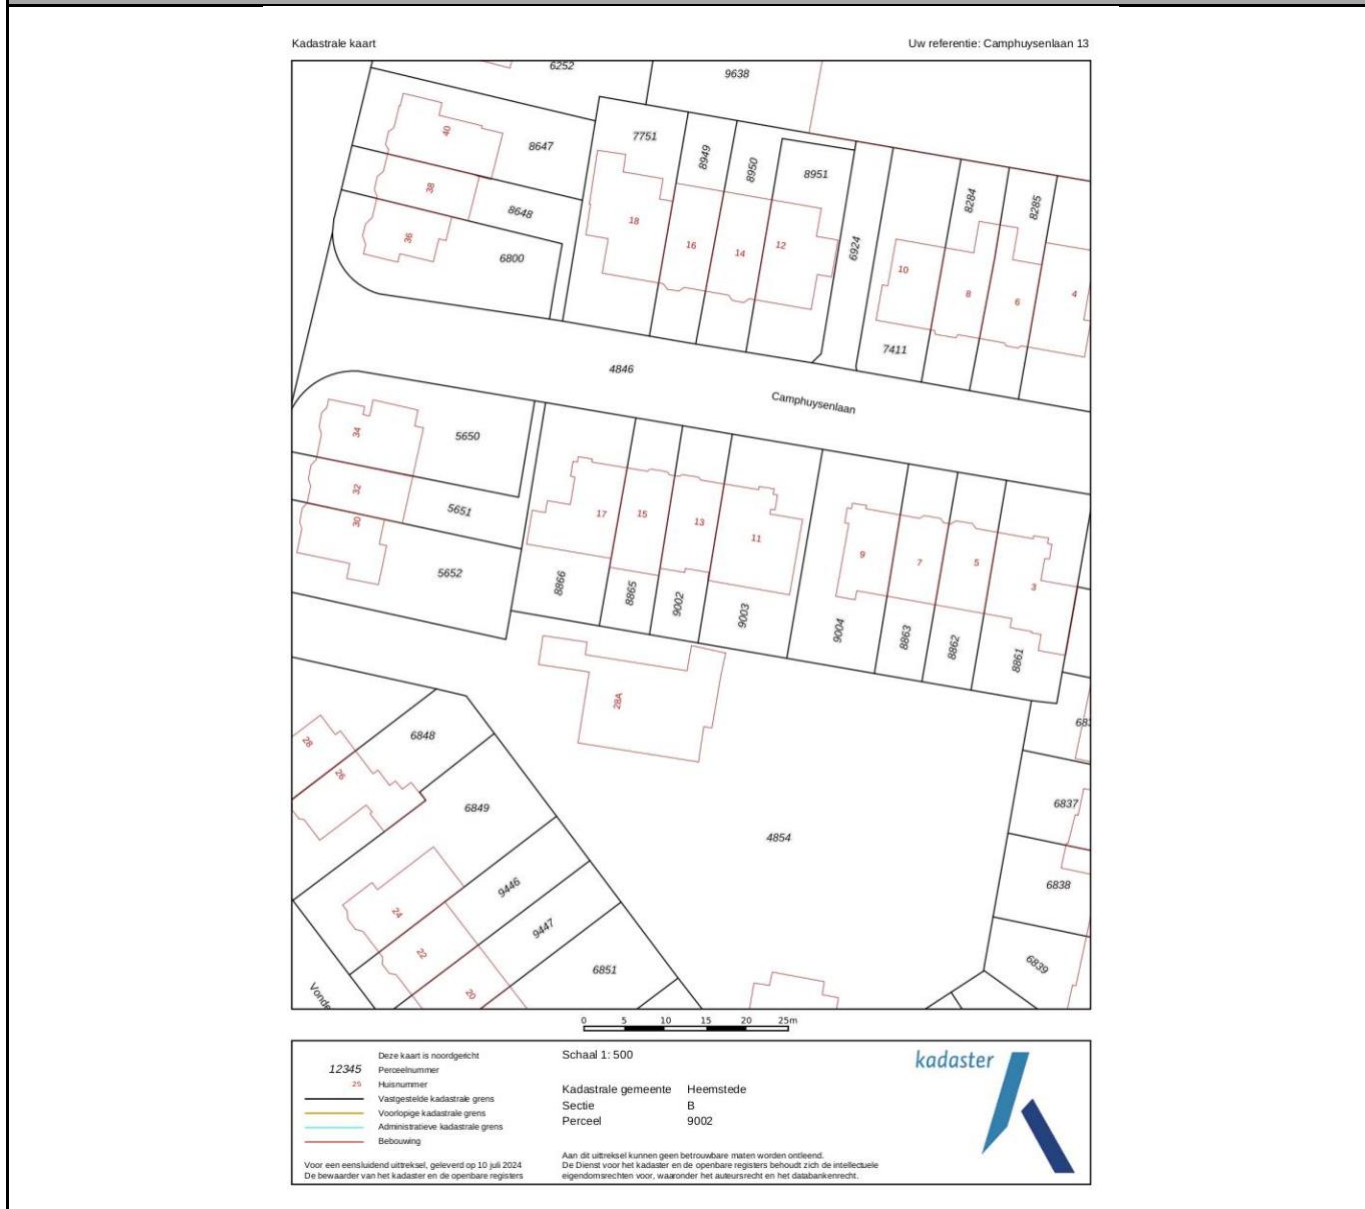 Kadastrale kaart
Uw referentie: Camphuysenlaan 13
6252
9638
7751
8949
8950
8951
8647
40
38
8648
36
6800
18
16
14
12
6924
8284
8285
10
8
6
4
7411
4846
Camphuysenlaan
34
5650
32
5651
30
5652
17
15
13
11
9
7
5
3
8866
8865
9002
9003
9004
8863
8862
8861
28A
28
26
6848
6849
4854
6837
6838
6839
24
22
20
9446
9447
6851
Vonde
0 5 10 15 20 25m
Deze kaart is noordgericht
12345 Perceelnummer
25 Huisnummer
Vastgestelde kadastrale grens
Voorlopige kadastrale grens
Administratieve kadastrale grens
Bebouwing
Voor een eensluidend uittreksel, geleverd op 10 juli 2024
De bewaarder van het kadaster en de openbare registers
Schaal 1: 500
Kadastrale gemeente Heemstede
Sectie B
Perceel 9002
Aan dit uittreksel kunnen geen betrouwbare maten worden ontleend.
De Dienst voor het kadaster en de openbare registers behoudt zich de intellectuele
eigendomsrechten voor, waaronder het auteursrecht en het databankenrecht.
kadaster